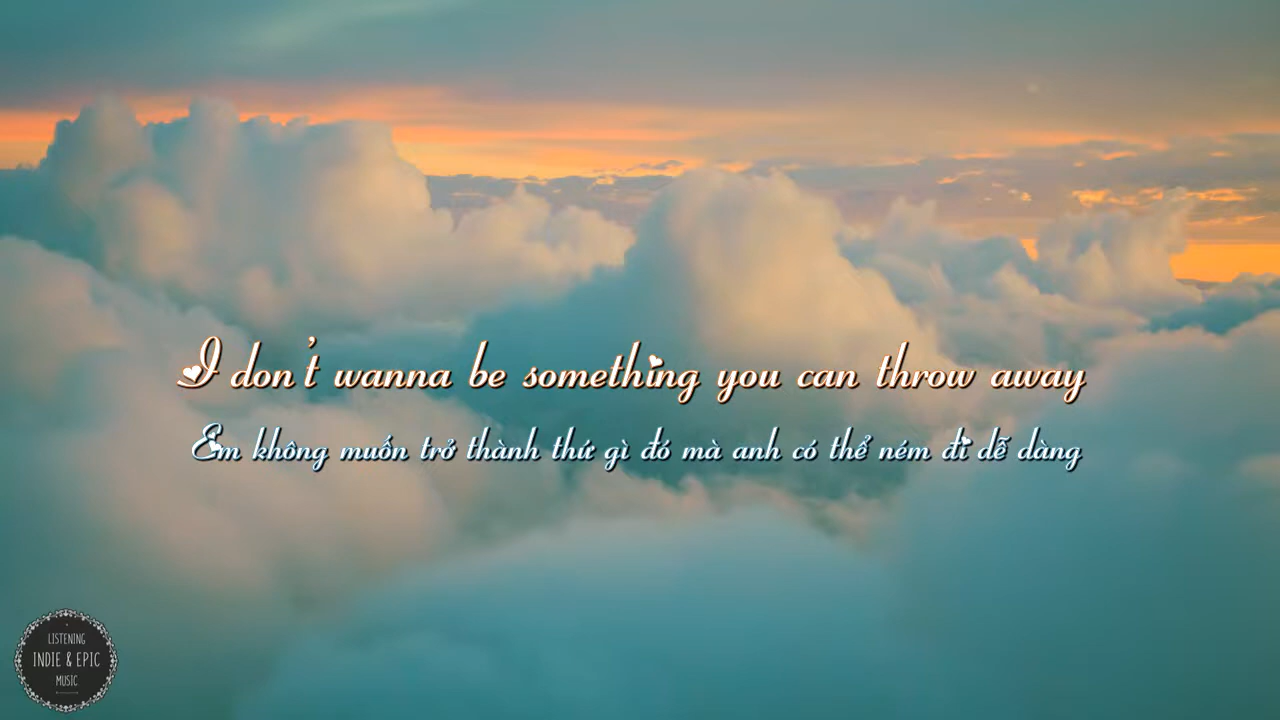 I don't wanna be something you can throw away
Em không muốn trở thành thứ gì đó mà anh có thể ném đi dễ dàng
LISTENING
INDIE & EPIC
MUSIC